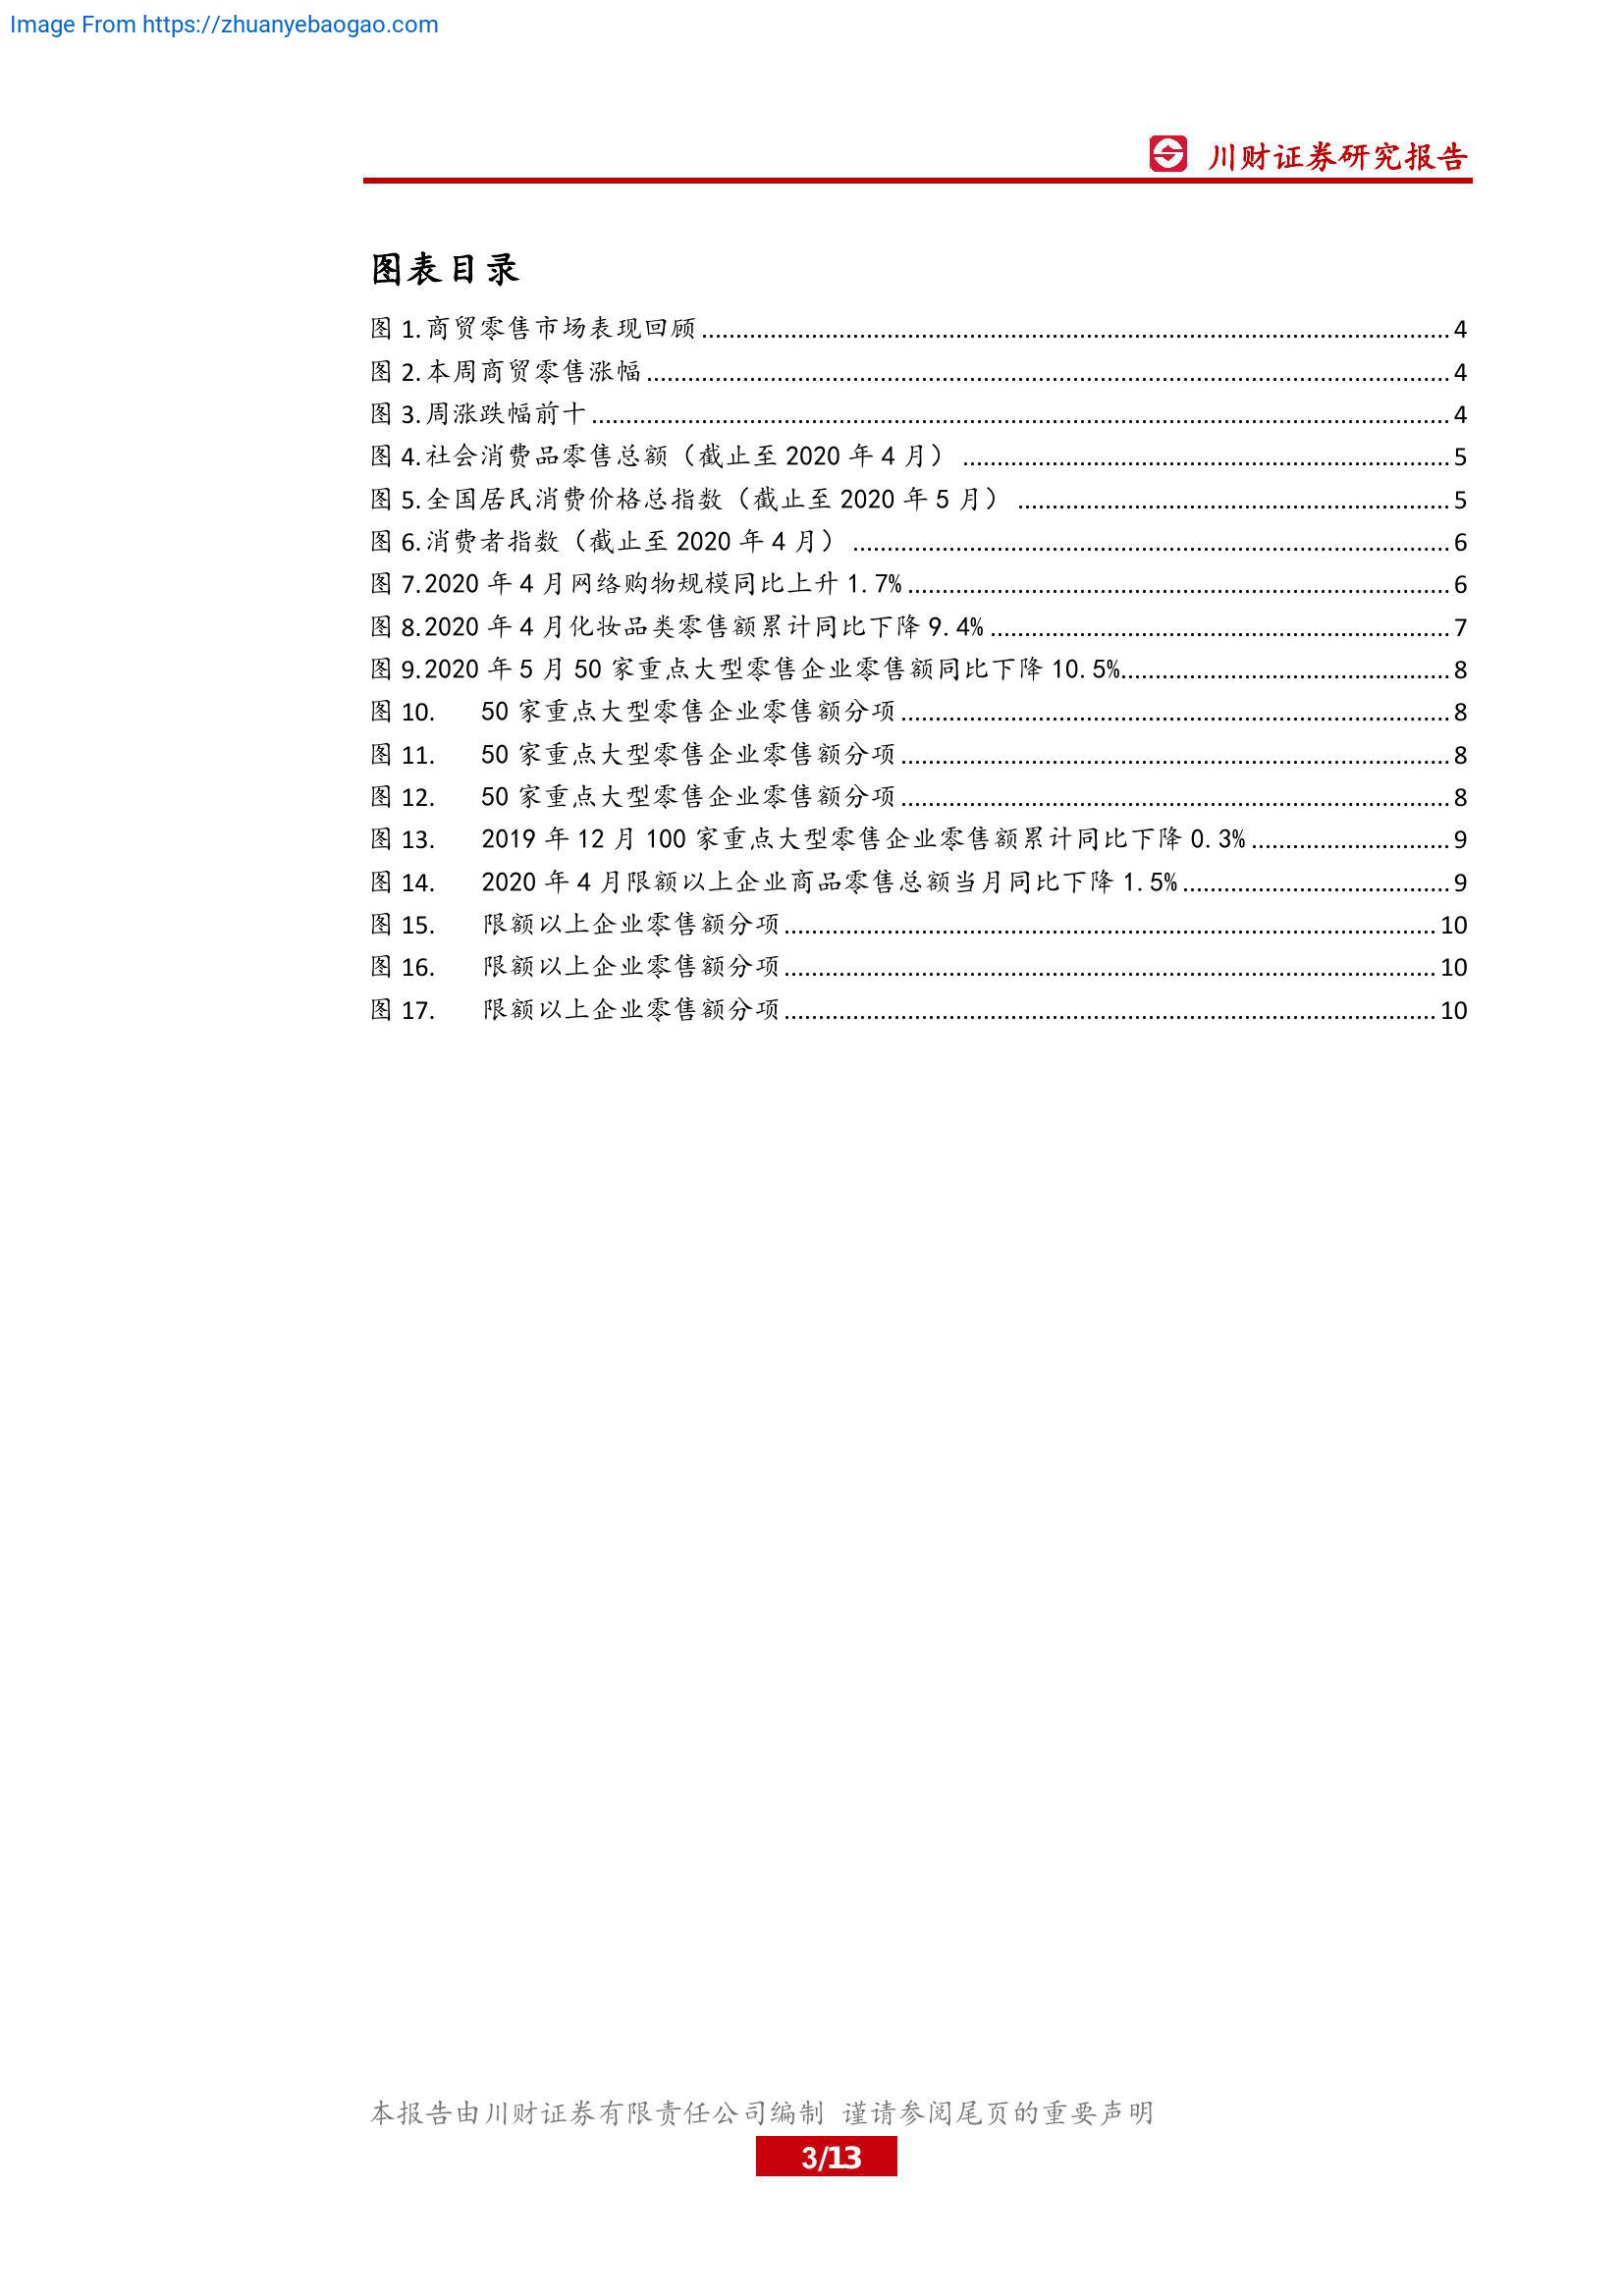 Image From https://zhuanyebaogao.com
川财证券研究报告
图表目录
图 1. 商贸零售市场表现回顾 ........ 4
图 2. 本周商贸零售涨幅 ........ 4
图 3. 周涨跌幅前十 ........ 4
图 4. 社会消费品零售总额（截止至 2020 年 4 月） ........ 5
图 5. 全国居民消费价格总指数（截止至 2020 年 5 月） ........ 5
图 6. 消费者指数（截止至 2020 年 4 月） ........ 6
图 7. 2020 年 4 月网络购物规模同比上升 1.7% ........ 6
图 8. 2020 年 4 月化妆品类零售额累计同比下降 9.4% ........ 7
图 9. 2020 年 5 月 50 家重点大型零售企业零售额同比下降 10.5% ........ 8
图 10. 50 家重点大型零售企业零售额分项 ........ 8
图 11. 50 家重点大型零售企业零售额分项 ........ 8
图 12. 50 家重点大型零售企业零售额分项 ........ 8
图 13. 2019 年 12 月 100 家重点大型零售企业零售额累计同比下降 0.3% ........ 9
图 14. 2020 年 4 月限额以上企业商品零售总额当月同比下降 1.5% ........ 9
图 15. 限额以上企业零售额分项 ........ 10
图 16. 限额以上企业零售额分项 ........ 10
图 17. 限额以上企业零售额分项 ........ 10
本报告由川财证券有限责任公司编制 谨请参阅尾页的重要声明
3/13